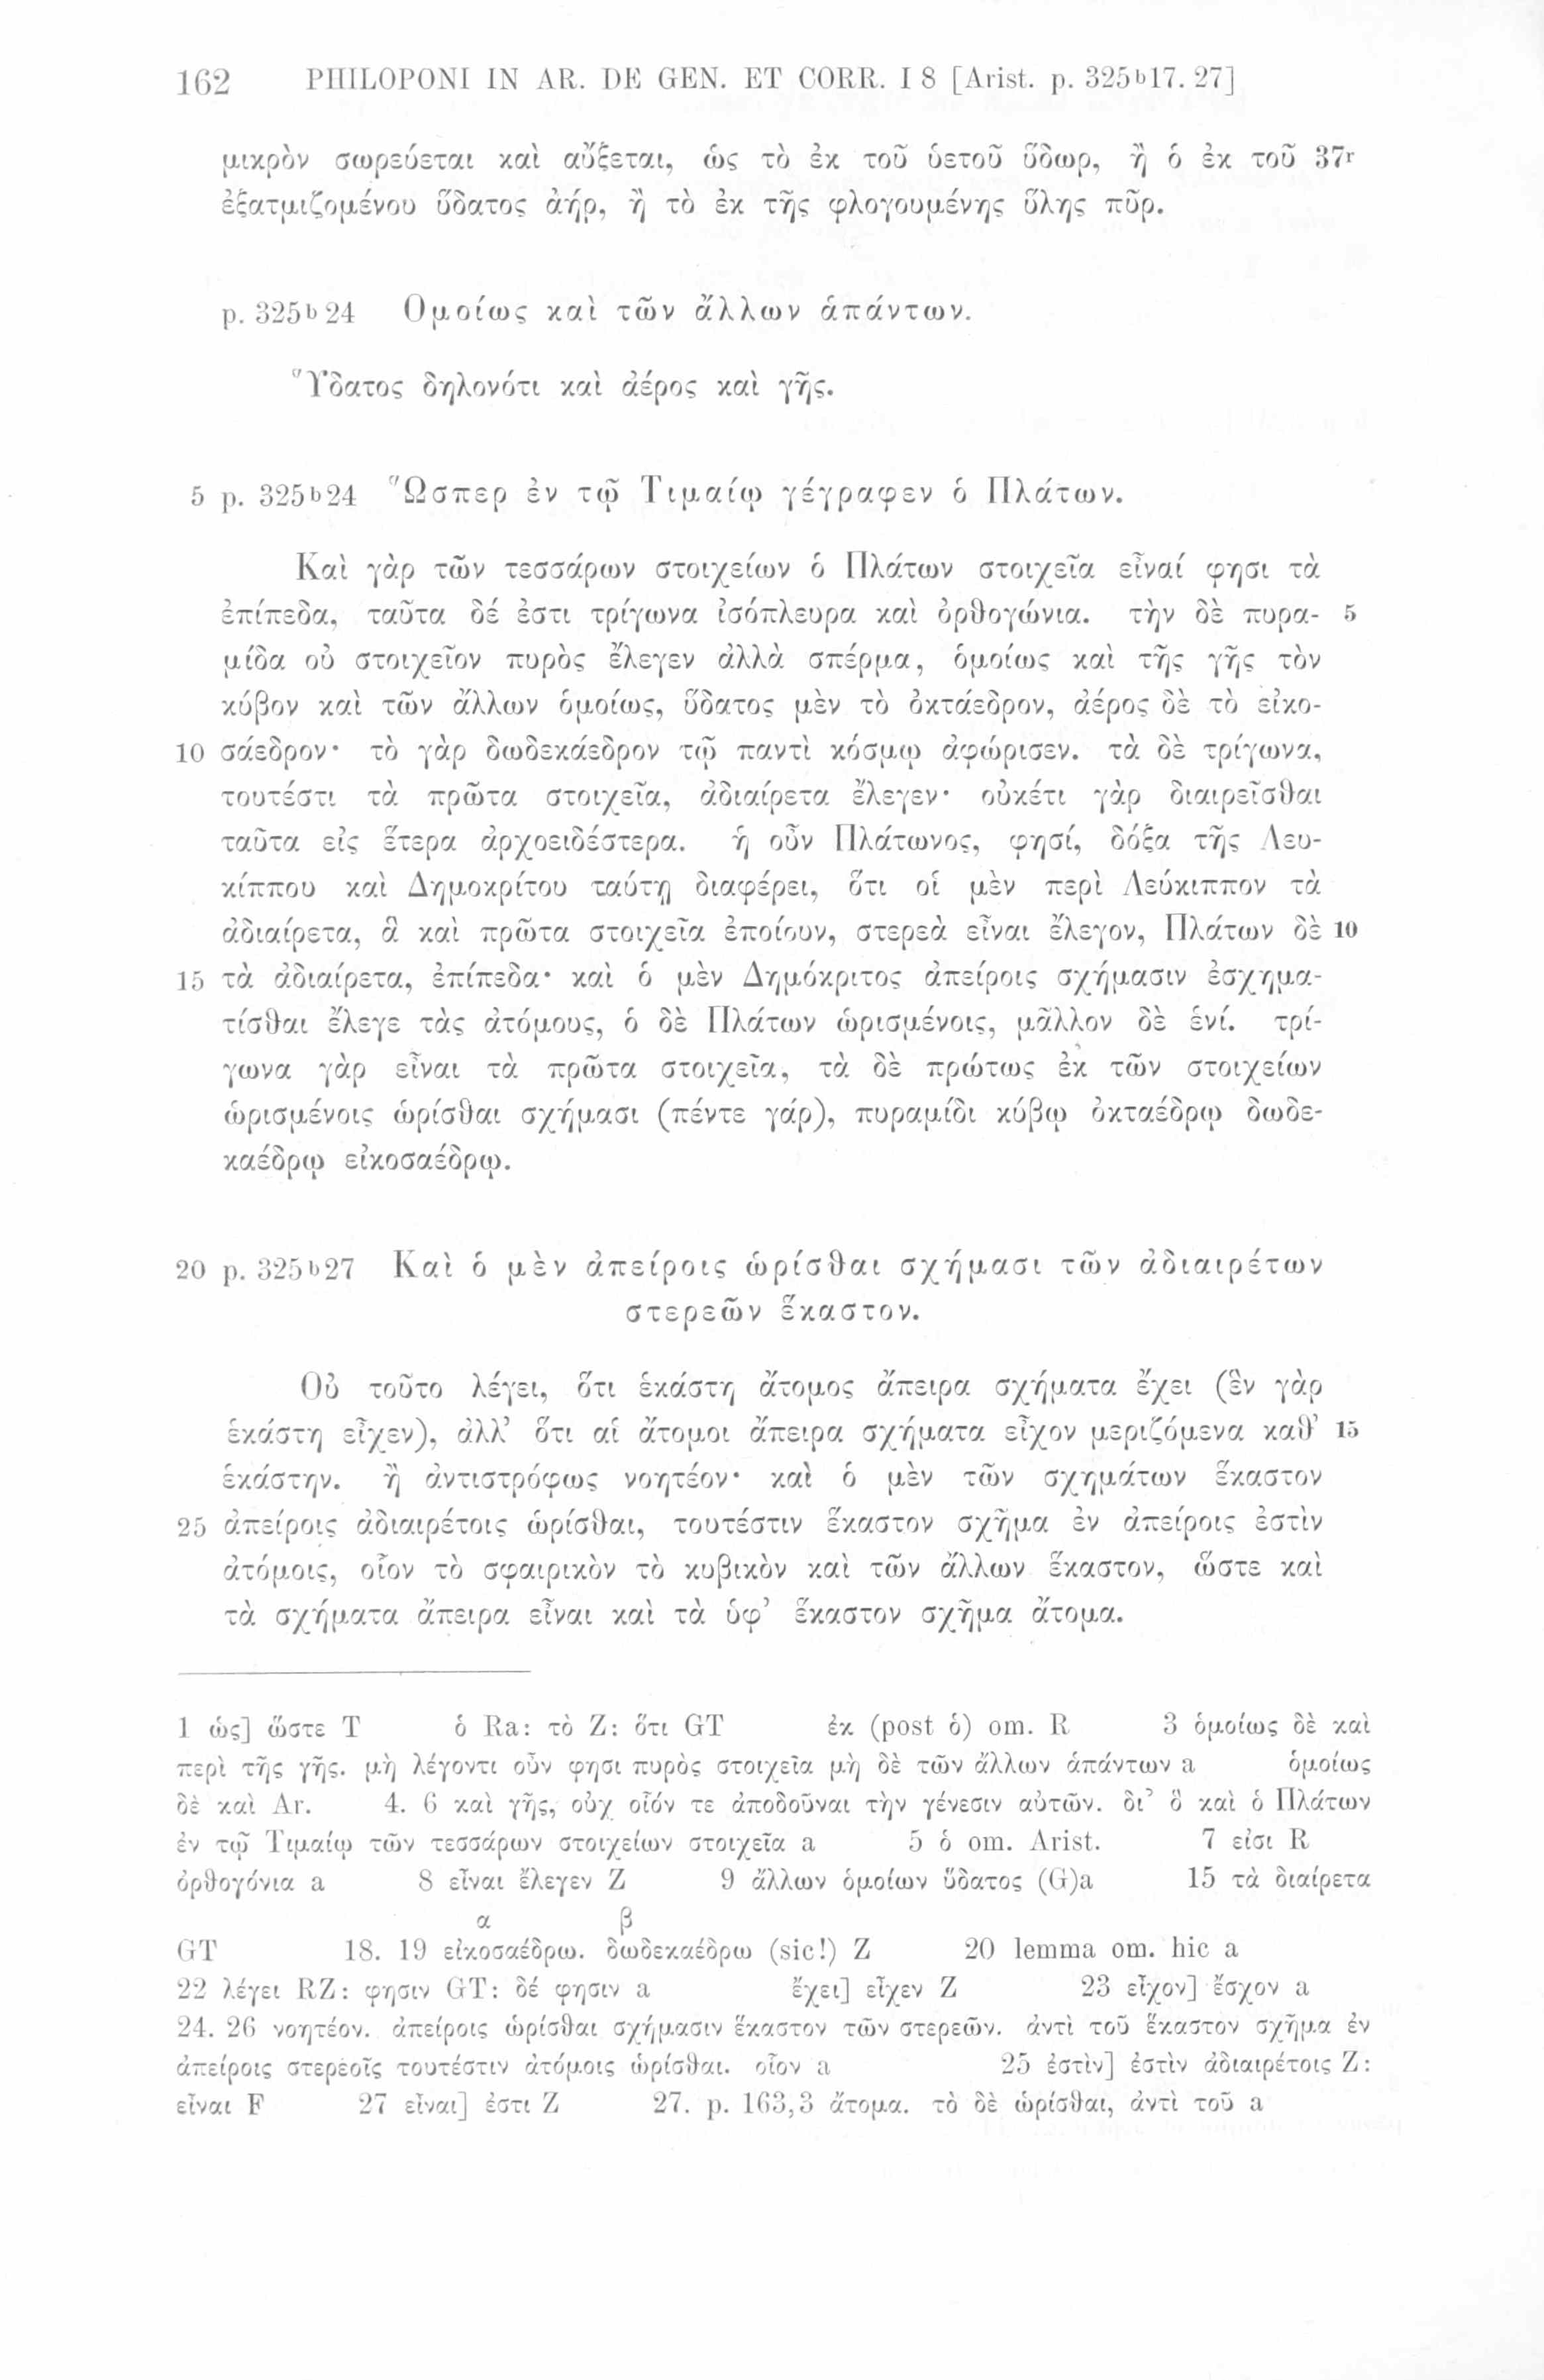 162 PHILOPONI IN AR. DE GEN. ET CORR. I 8 [Arist. p. 325b17. 27]
μικρὸν σωρεύεται καὶ αὔξεται, ὡς τὸ ἐκ τοῦ ὑετοῦ ὕδωρ, ἢ ὁ ἐκ τοῦ 37r
ἐξατμιζομένου ὕδατος ἀήρ, ἢ τὸ ἐκ τῆς φλογουμένης ὕλης πῦρ.
p. 325b24 Ὁμοίως καὶ τῶν ἄλλων ἁπάντων.
Ὕδατος δηλονότι καὶ ἀέρος καὶ γῆς.
5 p. 325b24 Ὥσπερ ἐν τῷ Τιμαίῳ γέγραφεν ὁ Πλάτων.
Καὶ γὰρ τῶν τεσσάρων στοιχείων ὁ Πλάτων στοιχεῖα εἶναί φησι τὰ
ἐπίπεδα, ταῦτα δέ ἐστι τρίγωνα ἰσόπλευρα καὶ ὀρθογώνια. τὴν δὲ πυρα- 5
μίδα οὐ στοιχεῖον πυρὸς ἔλεγεν ἀλλὰ σπέρμα, ὁμοίως καὶ τῆς γῆς τὸν
κύβον καὶ τῶν ἄλλων ὁμοίως, ὕδατος μὲν τὸ ὀκτάεδρον, ἀέρος δὲ τὸ εἰκο-
10 σάεδρον· τὸ γὰρ δωδεκάεδρον τῷ παντὶ κόσμῳ ἀφώρισεν. τὰ δὲ τρίγωνα,
τουτέστι τὰ πρῶτα στοιχεῖα, ἀδιαίρετα ἔλεγεν· οὐκέτι γὰρ διαιρεῖσθαι
ταῦτα εἰς ἕτερα ἀρχοειδέστερα. ἡ οὖν Πλάτωνος, φησί, δόξα τῆς Λευ-
κίππου καὶ Δημοκρίτου ταύτῃ διαφέρει, ὅτι οἱ μὲν περὶ Λεύκιππον τὰ
ἀδιαίρετα, ἃ καὶ πρῶτα στοιχεῖα ἐποίουν, στερεὰ εἶναι ἔλεγον, Πλάτων δὲ 10
15 τὰ ἀδιαίρετα, ἐπίπεδα· καὶ ὁ μὲν Δημόκριτος ἀπείροις σχήμασιν ἐσχημα-
τίσθαι ἔλεγε τὰς ἀτόμους, ὁ δὲ Πλάτων ὡρισμένοις, μᾶλλον δὲ ἑνί. τρί-
γωνα γὰρ εἶναι τὰ πρῶτα στοιχεῖα, τὰ δὲ πρώτως ἐκ τῶν στοιχείων
ὡρισμένοις ὡρίσθαι σχήμασι (πέντε γάρ), πυραμίδι κύβῳ ὀκταέδρῳ δωδε-
καέδρῳ εἰκοσαέδρῳ.
20 p. 325b27 Καὶ ὁ μὲν ἀπείροις ὡρίσθαι σχήμασι τῶν ἀδιαιρέτων
στερεῶν ἕκαστον.
Οὐ τοῦτο λέγει, ὅτι ἑκάστη ἄτομος ἄπειρα σχήματα ἔχει (ἓν γὰρ
ἑκάστη εἶχεν), ἀλλ’ ὅτι αἱ ἄτομοι ἄπειρα σχήματα εἶχον μεριζόμενα καθ’ 15
ἑκάστην. ἢ ἀντιστρόφως νοητέον· καὶ ὁ μὲν τῶν σχημάτων ἕκαστον
25 ἀπείροις ἀδιαιρέτοις ὡρίσθαι, τουτέστιν ἕκαστον σχῆμα ἐν ἀπείροις ἐστὶν
ἀτόμοις, οἷον τὸ σφαιρικὸν τὸ κυβικὸν καὶ τῶν ἄλλων ἕκαστον, ὥστε καὶ
τὰ σχήματα ἄπειρα εἶναι καὶ τὰ ὑφ’ ἕκαστον σχῆμα ἄτομα.
1 ὡς] ὥστε T ὁ Ra: τὸ Z: ὅτι GT ἐκ (post ὁ) om. R 3 ὁμοίως δὲ καὶ
περὶ τῆς γῆς. μὴ λέγοντι οὖν φησι πυρὸς στοιχεῖα μὴ δὲ τῶν ἄλλων ἁπάντων a ὁμοίως
δὲ καὶ Ar. 4. 6 καὶ γῆς, οὐχ οἷόν τε ἀποδοῦναι τὴν γένεσιν αὐτῶν. δι’ ὃ καὶ ὁ Πλάτων
ἐν τῷ Τιμαίῳ τῶν τεσσάρων στοιχείων στοιχεῖα a 5 ὁ om. Arist. 7 εἰσι R
ὀρθογόνια a 8 εἶναι ἔλεγεν Z 9 ἄλλων ὁμοίων ὕδατος (G)a 15 τὰ διαίρετα
α β
GT 18. 19 εἰκοσαέδρω. δωδεκαέδρω (sic!) Z 20 lemma om. hic a
22 λέγει RZ: φησιν GT: δέ φησιν a ἔχει] εἶχεν Z 23 εἶχον] ἔσχον a
24. 26 νοητέον. ἀπείροις ὡρίσθαι σχήμασιν ἕκαστον τῶν στερεῶν. ἀντὶ τοῦ ἕκαστον σχῆμα ἐν
ἀπείροις στερεοῖς τουτέστιν ἀτόμοις ὡρίσθαι. οἷον a 25 ἐστὶν] ἐστὶν ἀδιαιρέτοις Z:
εἶναι F 27 εἶναι] ἐστι Z 27. p. 163,3 ἄτομα. τὸ δὲ ὡρίσθαι, ἀντὶ τοῦ a